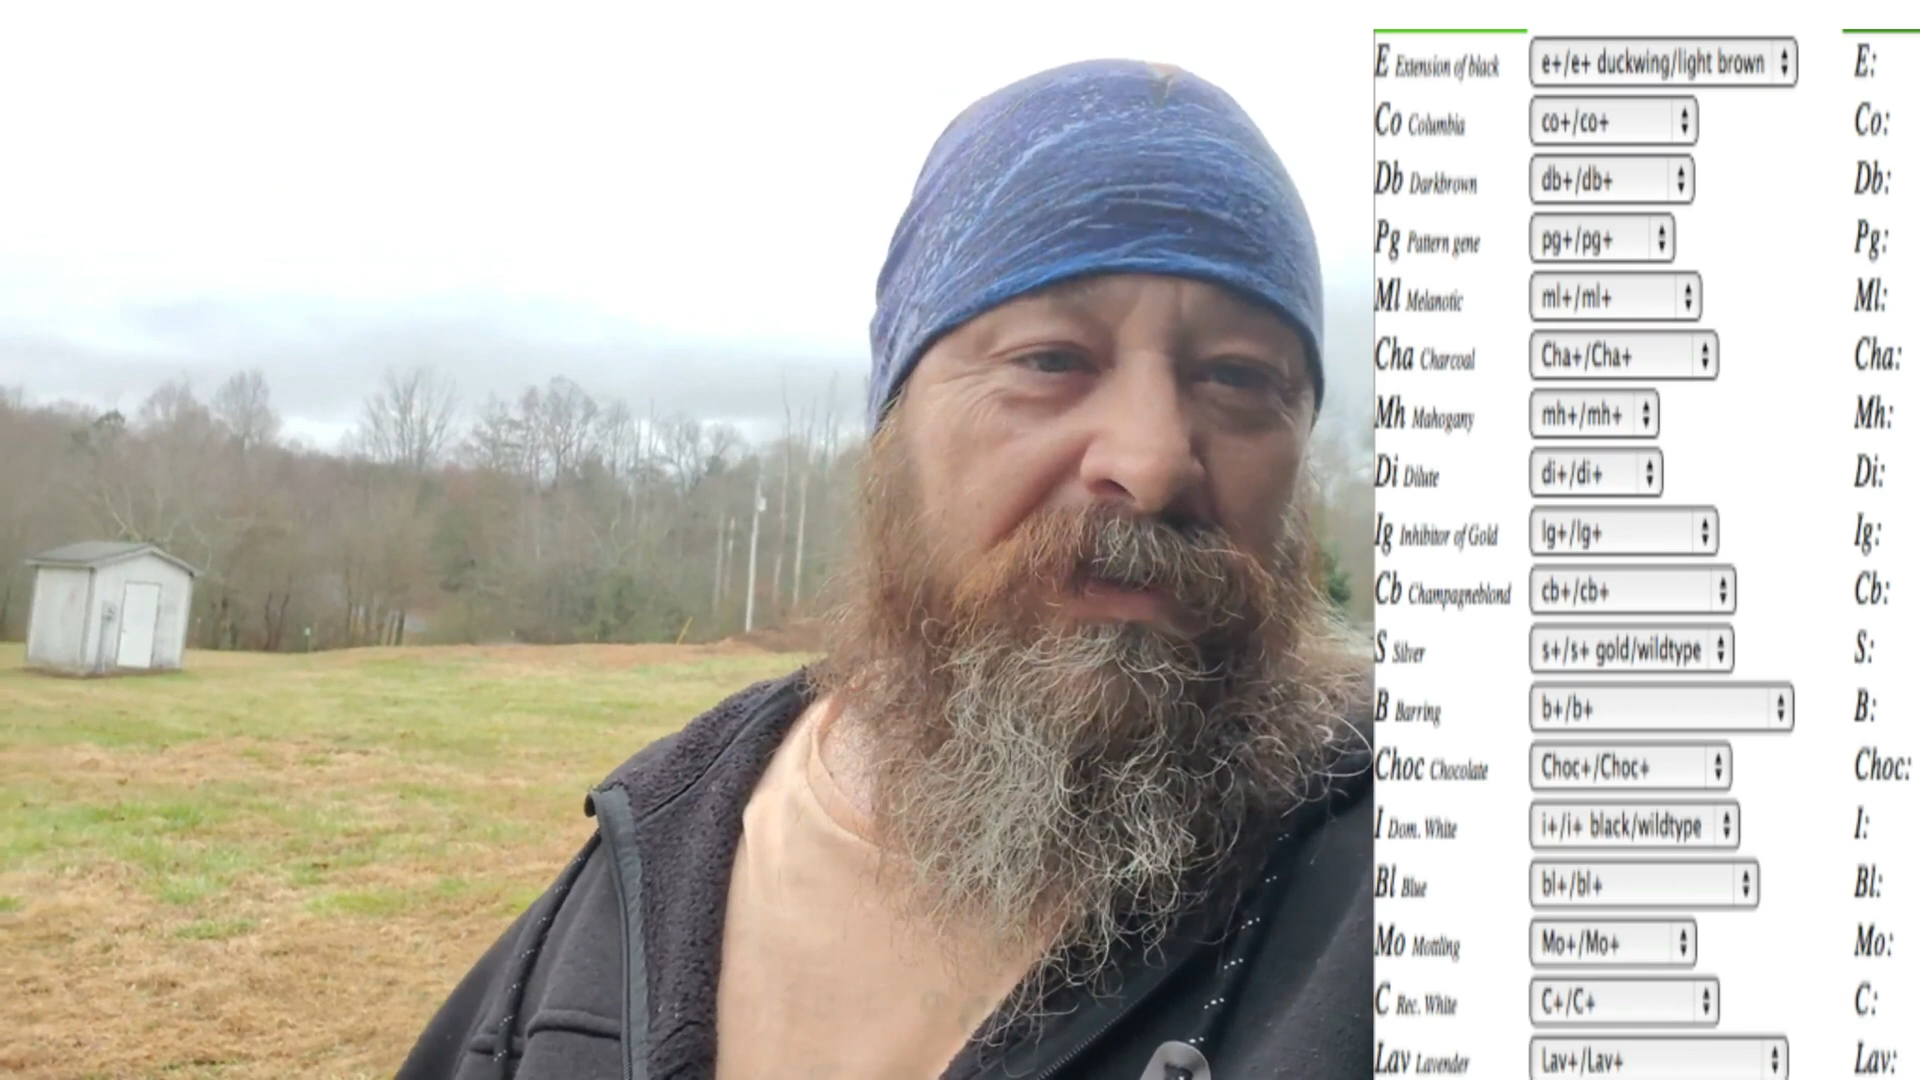 E Extension of black e+/e+ duckwing/light brown E:
Co Columbia co+/co+ Co:
Db Darkbrown db+/db+ Db:
Pg Pattern gene pg+/pg+ Pg:
Ml Melanotic ml+/ml+ Ml:
Cha Charcoal Cha+/Cha+ Cha:
Mh Mahogany mh+/mh+ Mh:
Di Dilute di+/di+ Di:
Ig Inhibitor of Gold Ig+/Ig+ Ig:
Cb Champagneblond cb+/cb+ Cb:
S Silver s+/s+ gold/wildtype S:
B Barring b+/b+ B:
Choc Chocolate Choc+/Choc+ Choc:
I Dom. White i+/i+ black/wildtype I:
Bl Blue bl+/bl+ Bl:
Mo Mottling Mo+/Mo+ Mo:
C Rec. White C+/C+ C:
Lav Lavender Lav+/Lav+ Lav: